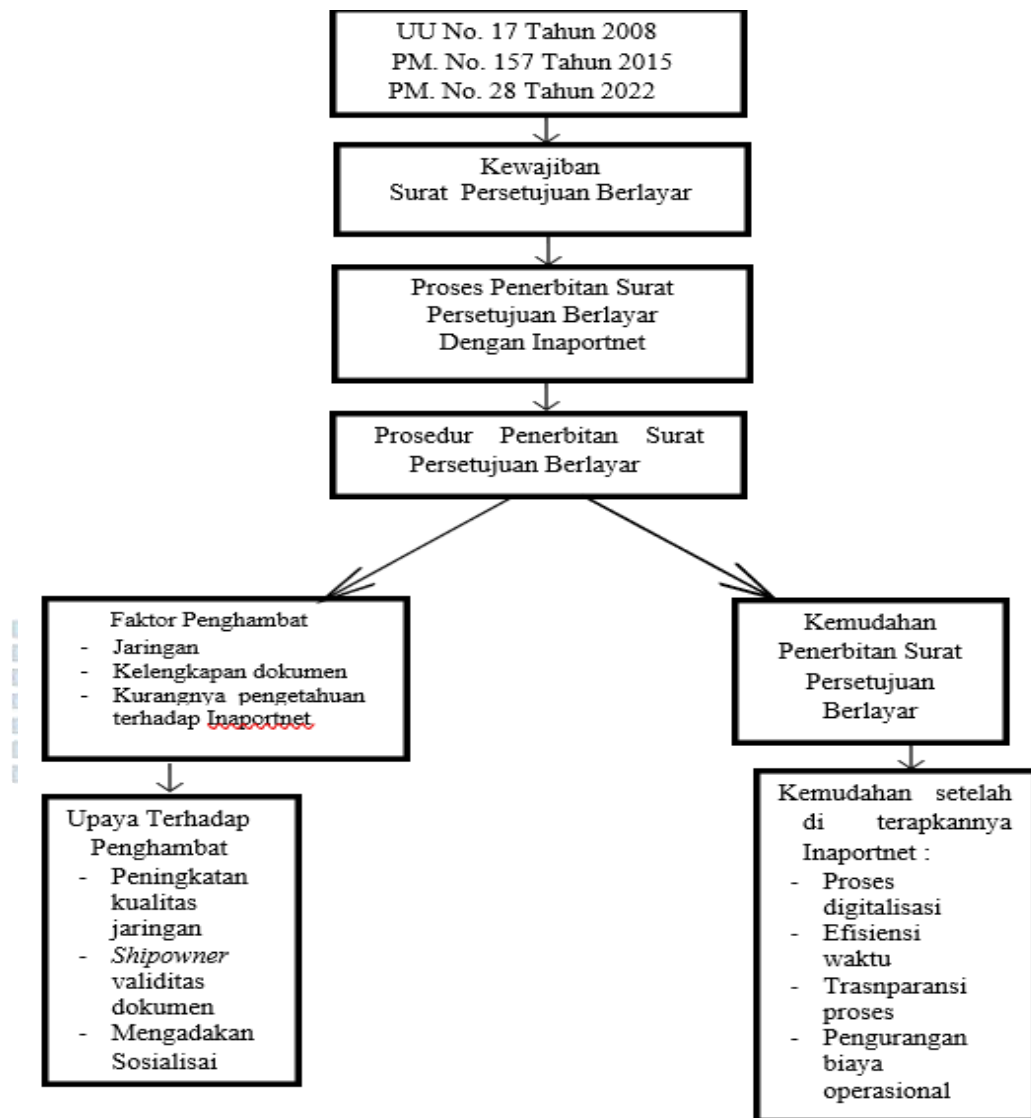 UU No. 17 Tahun 2008
PM. No. 157 Tahun 2015
PM. No. 28 Tahun 2022
Kewajiban
Surat Persetujuan Berlayar
Proses Penerbitan Surat
Persetujuan Berlayar
Dengan Inaportnet
Prosedur Penerbitan Surat
Persetujuan Berlayar
Faktor Penghambat
- Jaringan
- Kelengkapan dokumen
- Kurangnya pengetahuan
terhadap Inaportnet
Upaya Terhadap
Penghambat
- Peningkatan
kualitas
jaringan
- Shipowner
validitas
dokumen
- Mengadakan
Sosialisai
Kemudahan
Penerbitan Surat
Persetujuan
Berlayar
Kemudahan setelah
di terapkannya
Inaportnet :
- Proses
digitalisasi
- Efisiensi
waktu
- Trasnparansi
proses
- Pengurangan
biaya
operasional